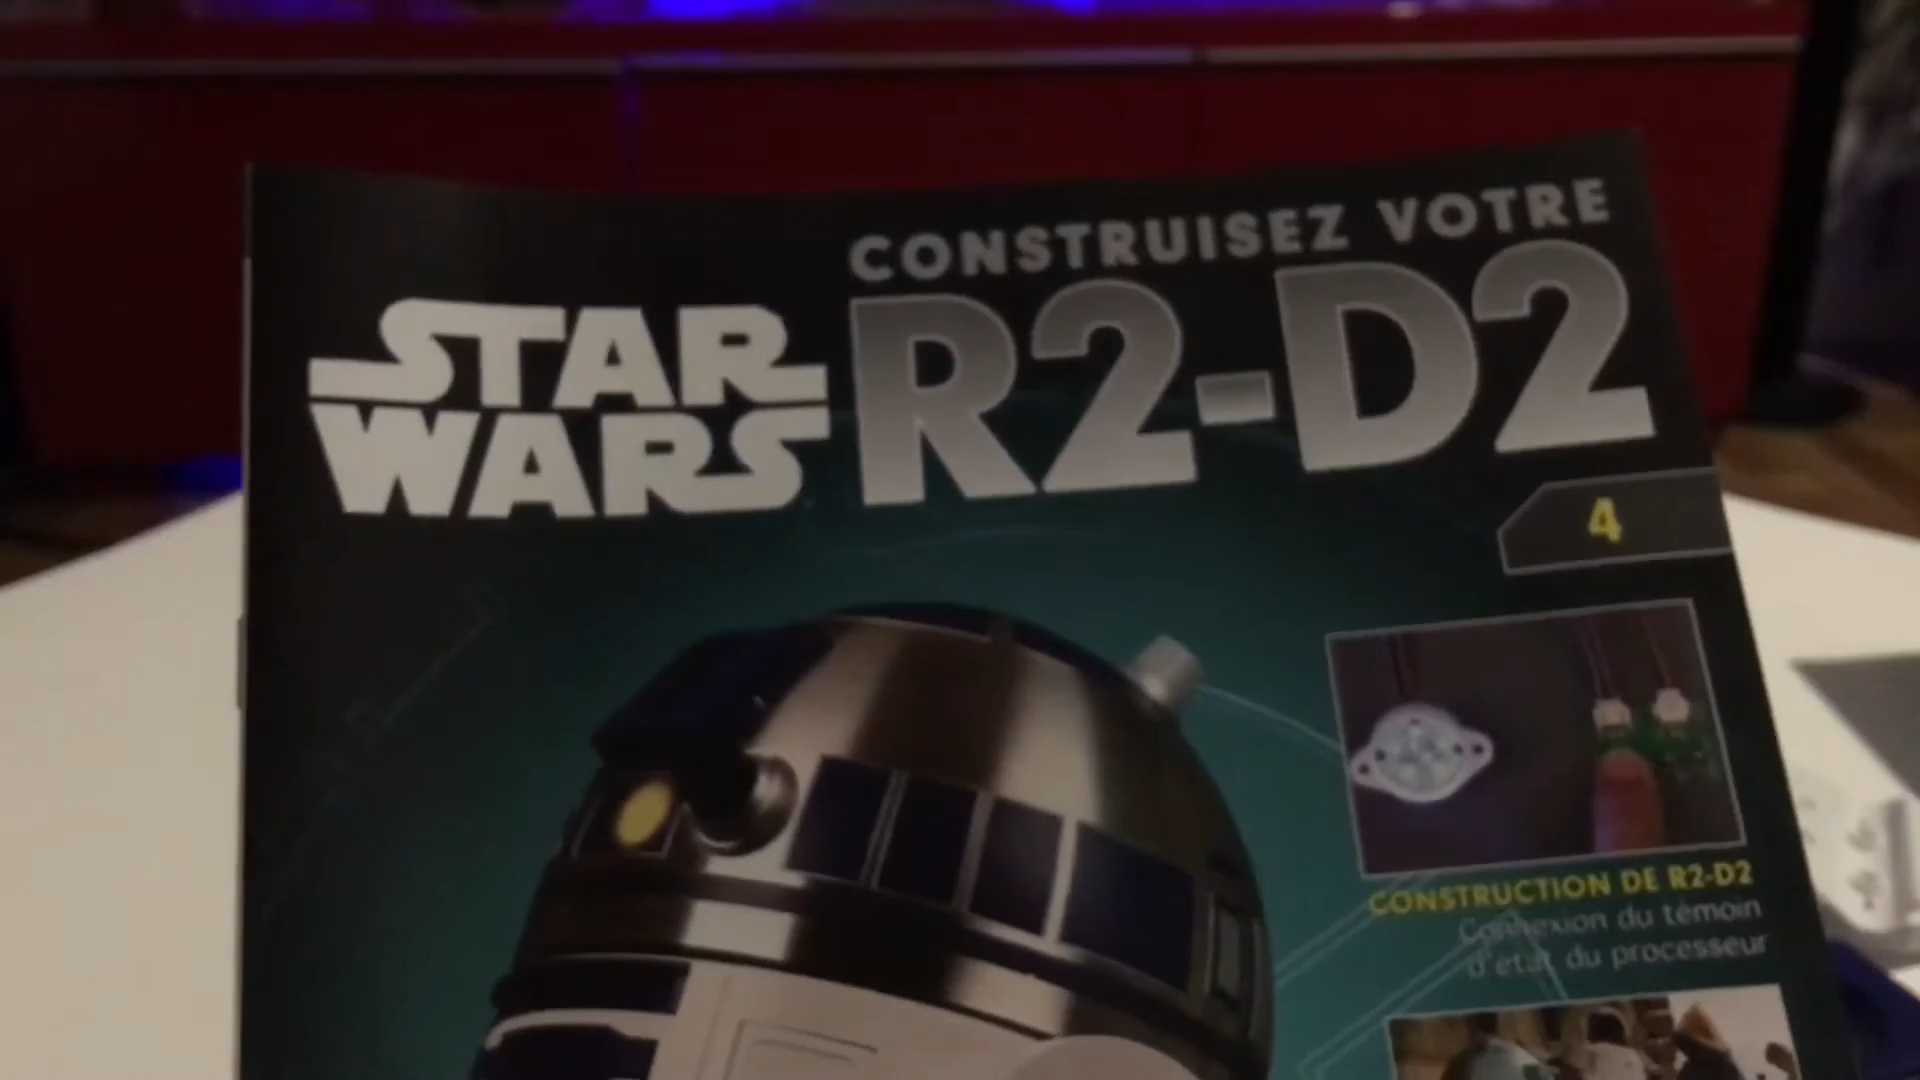 STAR
WARS
CONSTRUISEZ VOTRE
R2-D2
4
CONSTRUCTION DE R2-D2
Connexion du témoin
d'état du processeur